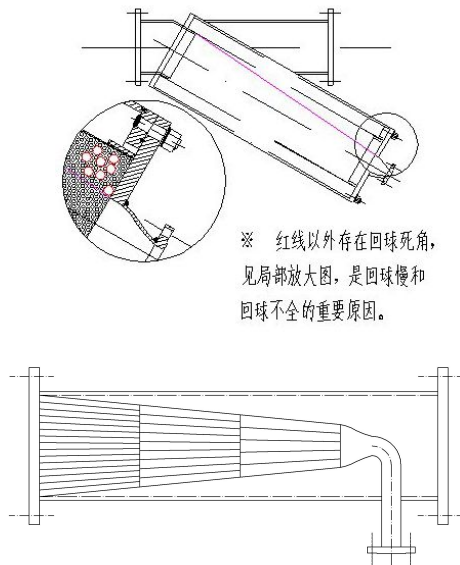 ※ 红线以外存在回球死角，
见局部放大图，是回球慢和
回球不全的重要原因。